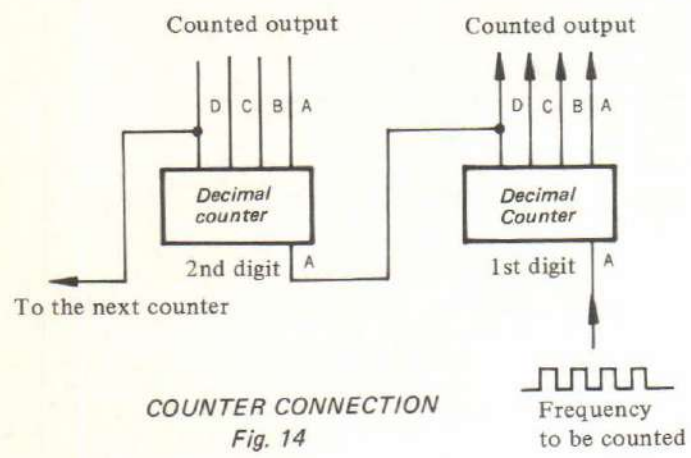 Counted output
Counted output
D C B A
D C B A
Decimal
counter
Decimal
Counter
2nd digit
A
1st digit
A
To the next counter
COUNTER CONNECTION
Fig. 14
Frequency
to be counted